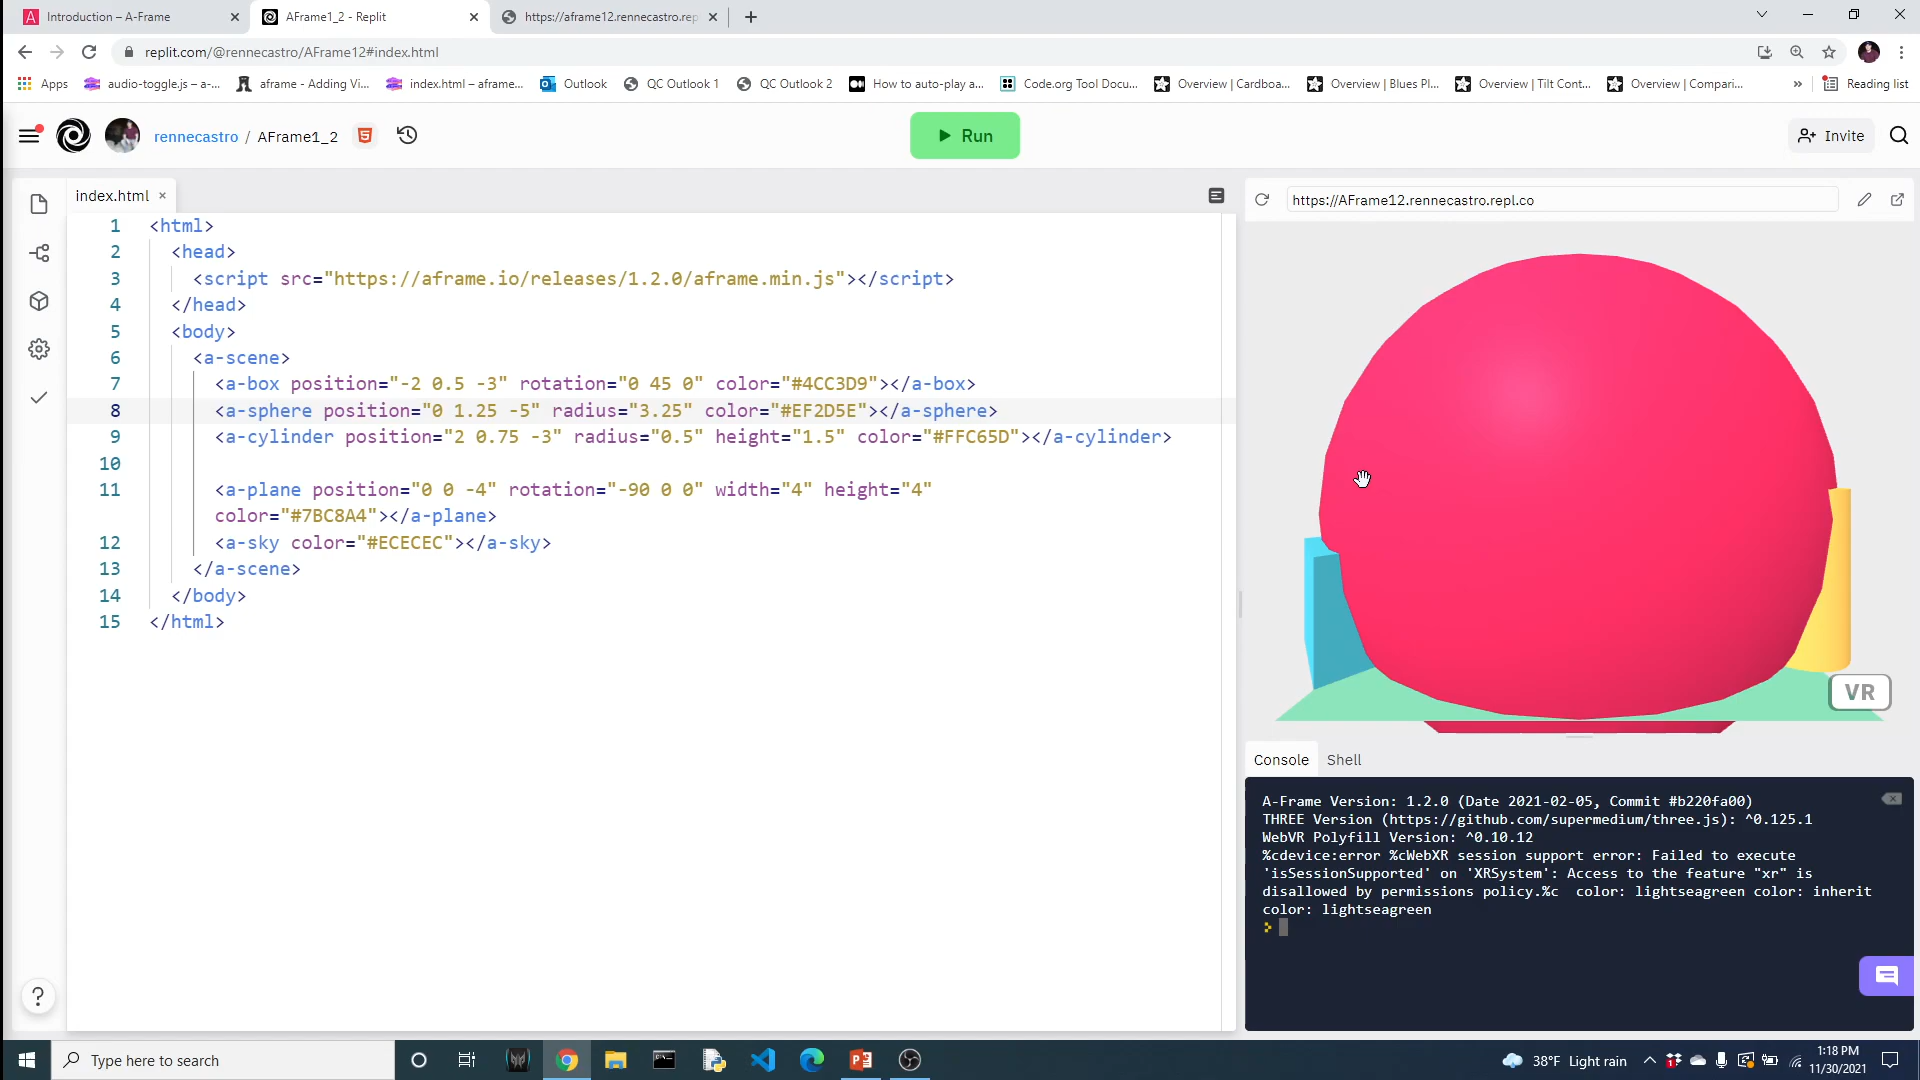 Introduction – A-Frame
AFrame1_2 - Replit
https://aframe12.rennecastro.rep
replit.com/@rennecastro/AFrame12#index.html
Apps
audio-toggle.js – a-...
aframe - Adding Vi...
index.html – aframe...
Outlook
QC Outlook 1
QC Outlook 2
How to auto-play a...
Code.org Tool Docu...
Overview | Cardboa...
Overview | Blues Pl...
Overview | Tilt Cont...
Overview | Compari...
»
Reading list
rennecastro / AFrame1_2
Run
Invite
index.html
https://AFrame12.rennecastro.repl.co
1 <html>
2 <head>
3 <script src="https://aframe.io/releases/1.2.0/aframe.min.js"></script>
4 </head>
5 <body>
6 <a-scene>
7 <a-box position="-2 0.5 -3" rotation="0 45 0" color="#4CC3D9"></a-box>
8 <a-sphere position="0 1.25 -5" radius="3.25" color="#EF2D5E"></a-sphere>
9 <a-cylinder position="2 0.75 -3" radius="0.5" height="1.5" color="#FFC65D"></a-cylinder>
10
11 <a-plane position="0 0 -4" rotation="-90 0 0" width="4" height="4"
color="#7BC8A4"></a-plane>
12 <a-sky color="#ECECEC"></a-sky>
13 </a-scene>
14 </body>
15 </html>
VR
Console Shell
A-Frame Version: 1.2.0 (Date 2021-02-05, Commit #b220fa00)
THREE Version (https://github.com/supermedium/three.js): ^0.125.1
WebVR Polyfill Version: ^0.10.12
%cdevice:error %cWebXR session support error: Failed to execute
'isSessionSupported' on 'XRSystem': Access to the feature "xr" is
disallowed by permissions policy.%c color: lightseagreen color: inherit
color: lightseagreen
?
Type here to search
38°F Light rain
1:18 PM
11/30/2021